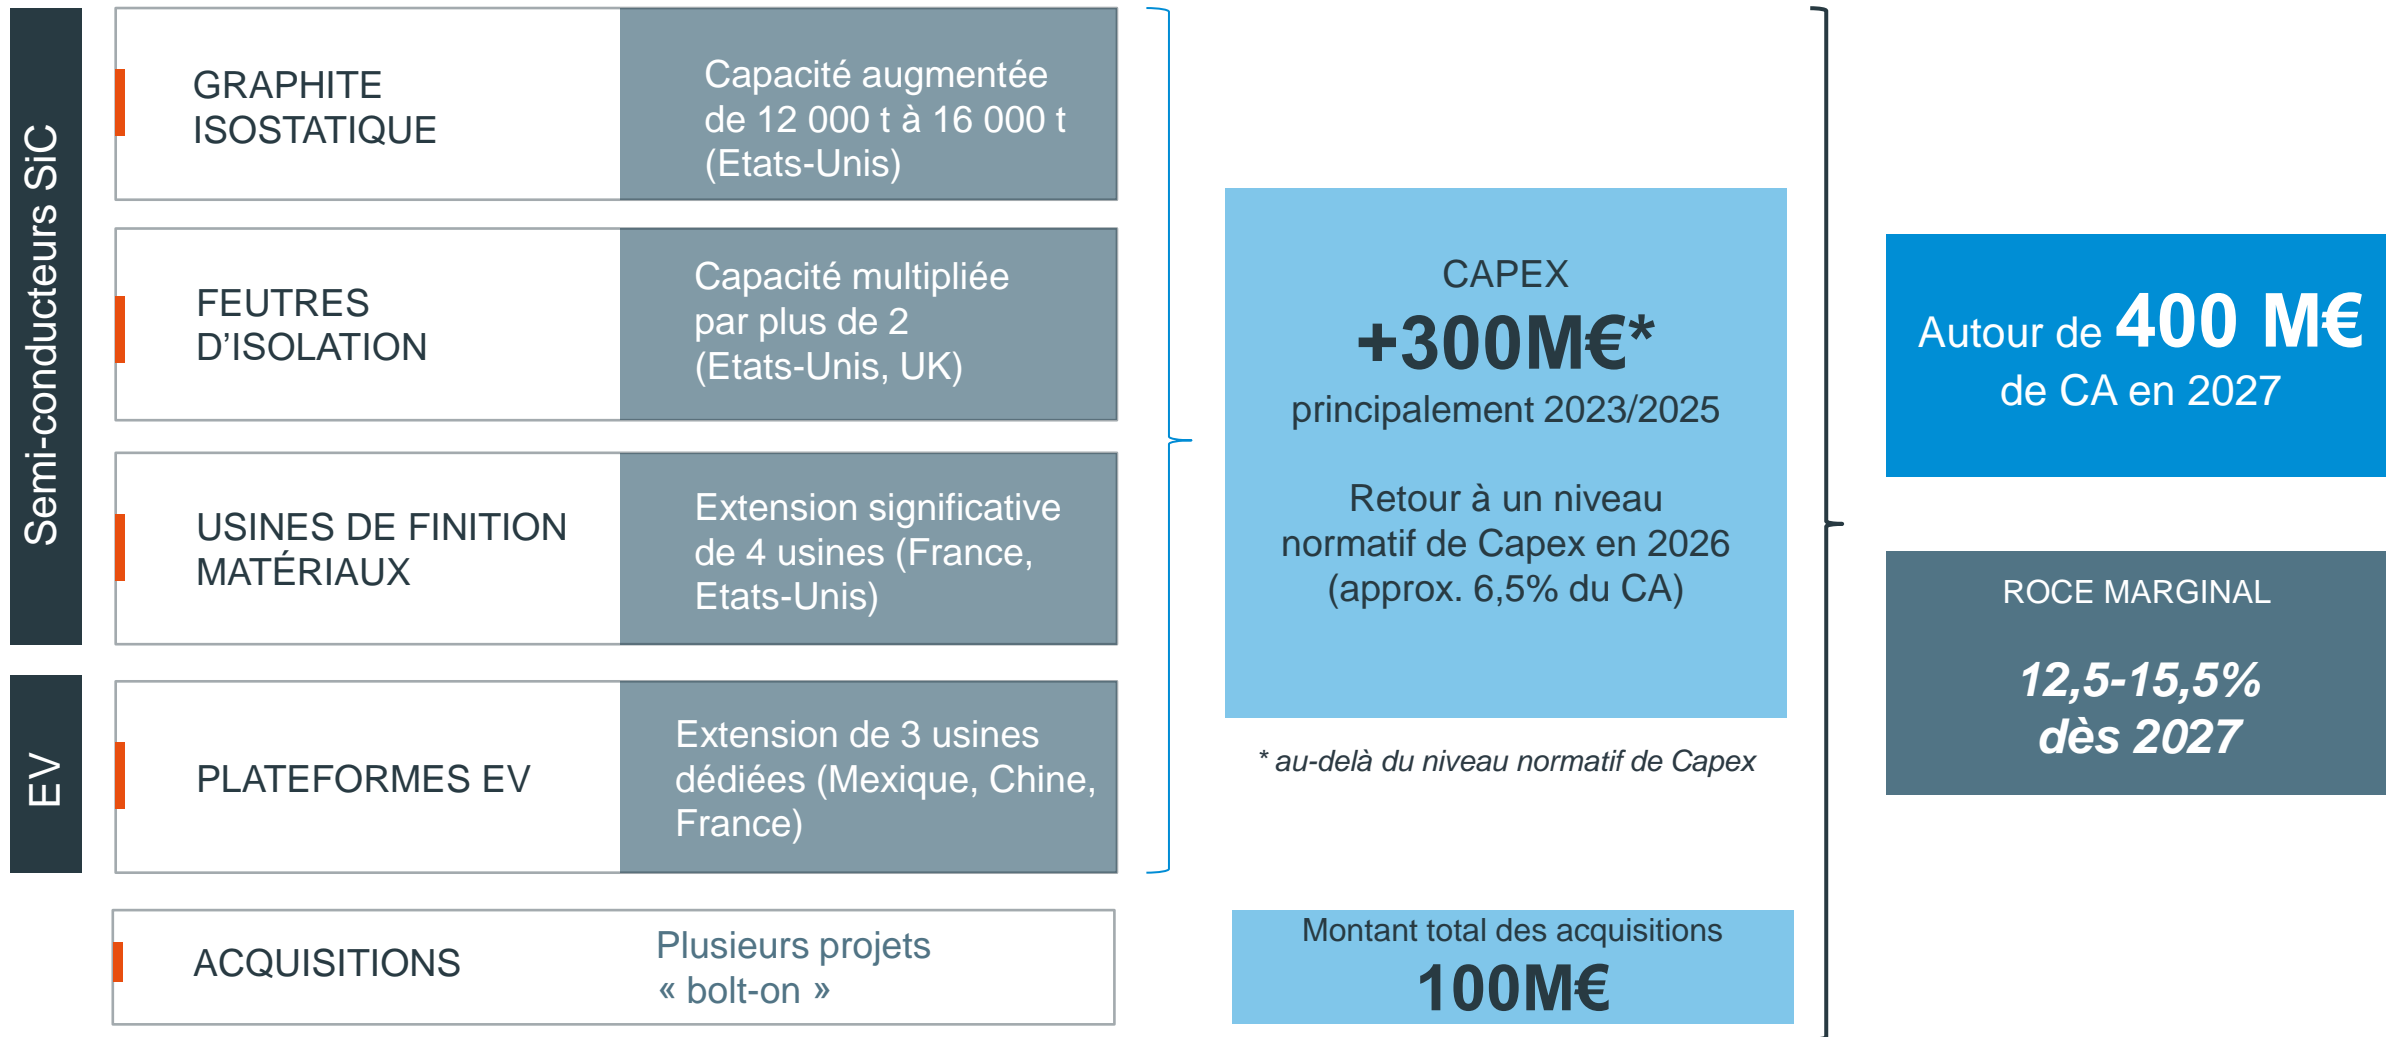 Semi-conducteurs SiC
GRAPHITE
ISOSTATIQUE
Capacité augmentée
de 12 000 t à 16 000 t
(Etats-Unis)
FEUTRES
D’ISOLATION
Capacité multipliée
par plus de 2
(Etats-Unis, UK)
USINES DE FINITION
MATÉRIAUX
Extension significative
de 4 usines (France,
Etats-Unis)
EV
PLATEFORMES EV
Extension de 3 usines
dédiées (Mexique, Chine,
France)
ACQUISITIONS
Plusieurs projets
« bolt-on »
CAPEX
+300M€*
principalement 2023/2025
Retour à un niveau
normatif de Capex en 2026
(approx. 6,5% du CA)
* au-delà du niveau normatif de Capex
Montant total des acquisitions
100M€
Autour de 400 M€
de CA en 2027
ROCE MARGINAL
12,5-15,5%
dès 2027